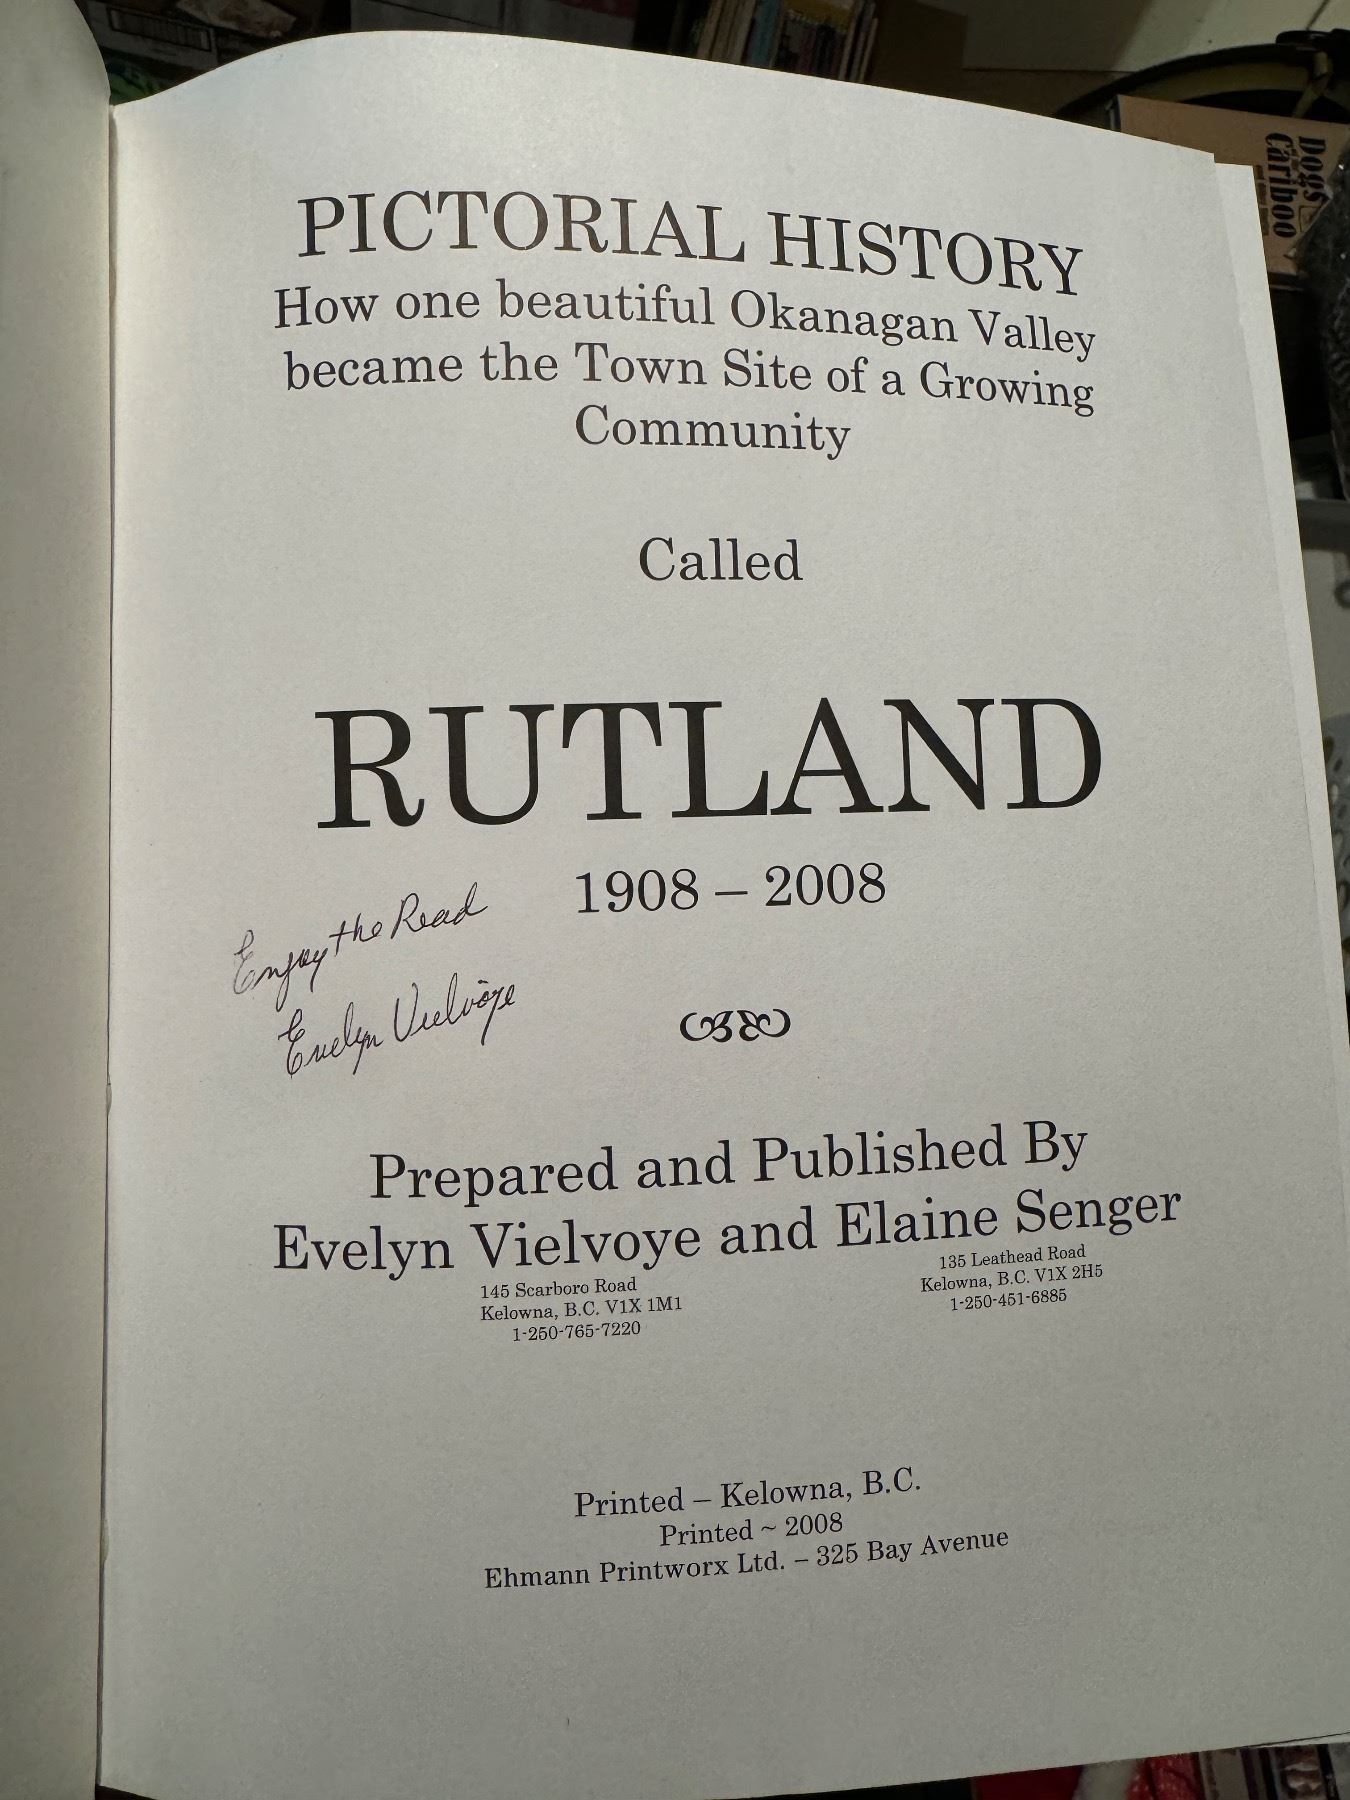 PICTORIAL HISTORY
How one beautiful Okanagan Valley
became the Town Site of a Growing
Community
Called
RUTLAND
1908 – 2008
Enjoy the Read
Evelyn Vielvoye
Prepared and Published By
Evelyn Vielvoye and Elaine Senger
145 Scarboro Road
Kelowna, B.C. V1X 1M1
1-250-765-7220
135 Leathead Road
Kelowna, B.C. V1X 2H5
1-250-451-6885
Printed – Kelowna, B.C.
Printed ~ 2008
Ehmann Printworx Ltd. – 325 Bay Avenue
Dogs
Cariboo